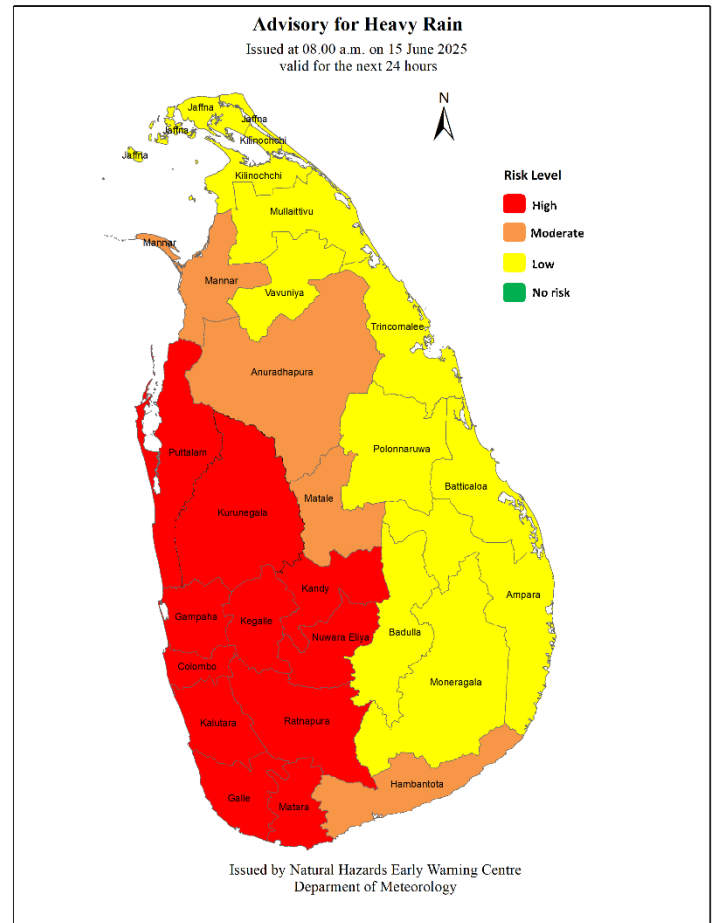 Advisory for Heavy Rain
Issued at 08.00 a.m. on 15 June 2025
valid for the next 24 hours
N
Risk Level
High
Moderate
Low
No risk
Jaffna
Jaffna
Jaffna
Kilinochchi
Jaffna
Kilinochchi
Mullaittivu
Mannar
Mannar
Vavuniya
Trincomalee
Anuradhapura
Polonnaruwa
Puttalam
Batticaloa
Matale
Kurunegala
Kandy
Ampara
Gampaha
Kegalle
Nuwara Eliya
Badulla
Colombo
Moneragala
Kalutara
Ratnapura
Hambantota
Galle
Matara
Issued by Natural Hazards Early Warning Centre
Deparment of Meteorology